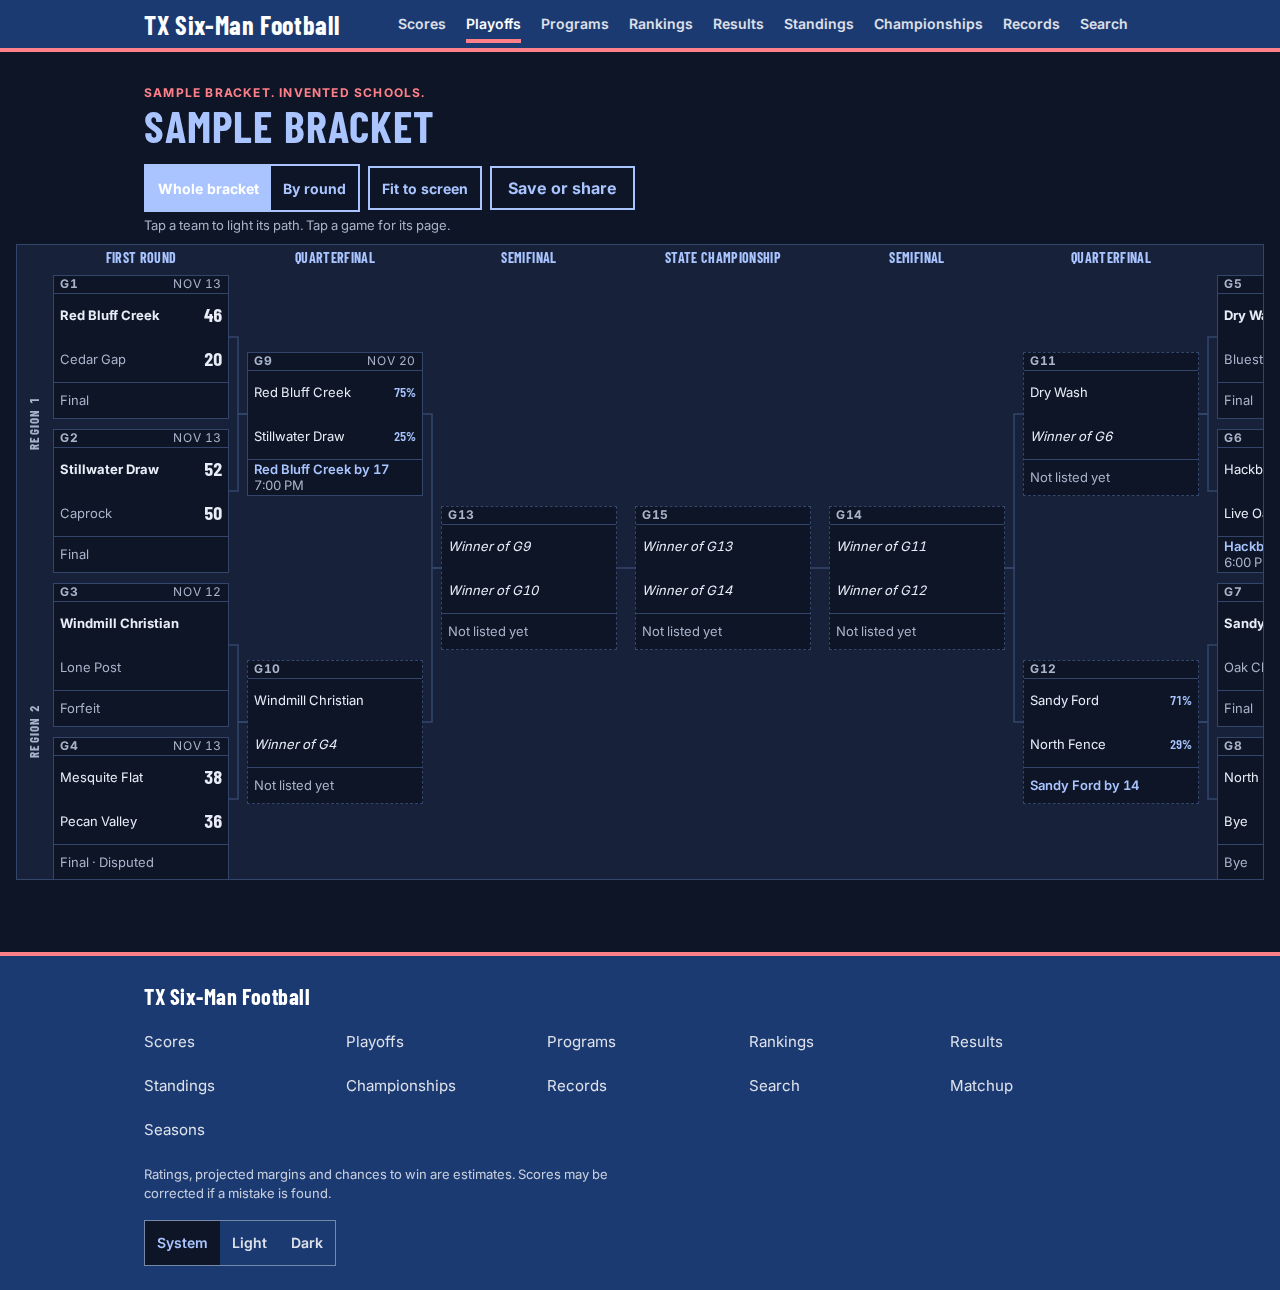 TX Six-Man Football
Scores Playoffs Programs Rankings Results Standings Championships Records Search
SAMPLE BRACKET. INVENTED SCHOOLS.
SAMPLE BRACKET
Whole bracket By round Fit to screen Save or share
Tap a team to light its path. Tap a game for its page.
FIRST ROUND QUARTERFINAL SEMIFINAL STATE CHAMPIONSHIP SEMIFINAL QUARTERFINAL
REGION 1
G1 NOV 13
Red Bluff Creek 46
Cedar Gap 20
Final
G2 NOV 13
Stillwater Draw 52
Caprock 50
Final
REGION 2
G3 NOV 12
Windmill Christian
Lone Post
Forfeit
G4 NOV 13
Mesquite Flat 38
Pecan Valley 36
Final · Disputed
G9 NOV 20
Red Bluff Creek 75%
Stillwater Draw 25%
Red Bluff Creek by 17
7:00 PM
G10
Windmill Christian
Winner of G4
Not listed yet
G13
Winner of G9
Winner of G10
Not listed yet
G15
Winner of G13
Winner of G14
Not listed yet
G14
Winner of G11
Winner of G12
Not listed yet
G11
Dry Wash
Winner of G6
Not listed yet
G12
Sandy Ford 71%
North Fence 29%
Sandy Ford by 14
G5
Dry
Final
G6
Live
6:00
G7
Sandy
Oak
Final
G8
North
Bye
Bye
TX Six-Man Football
Scores Playoffs Programs Rankings Results
Standings Championships Records Search Matchup
Seasons
Ratings, projected margins and chances to win are estimates. Scores may be
corrected if a mistake is found.
System Light Dark